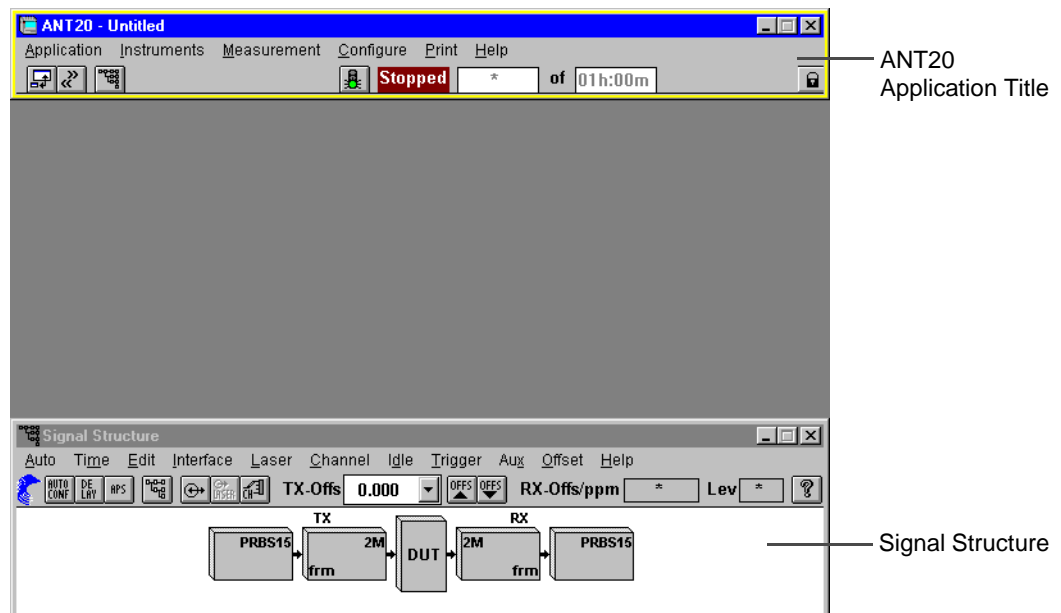 ANT20 - Untitled
Application Instruments Measurement Configure Print Help
Stopped * of 01h:00m
ANT20
Application Title
Signal Structure
Auto Time Edit Interface Laser Channel Idle Trigger Aux Offset Help
AUTO CONF DE LAY APS LASER CH TX-Offs 0.000 OFFS OFFS RX-Offs/ppm * Lev * ?
TX RX
PRBS15 2M DUT 2M PRBS15
frm frm
Signal Structure